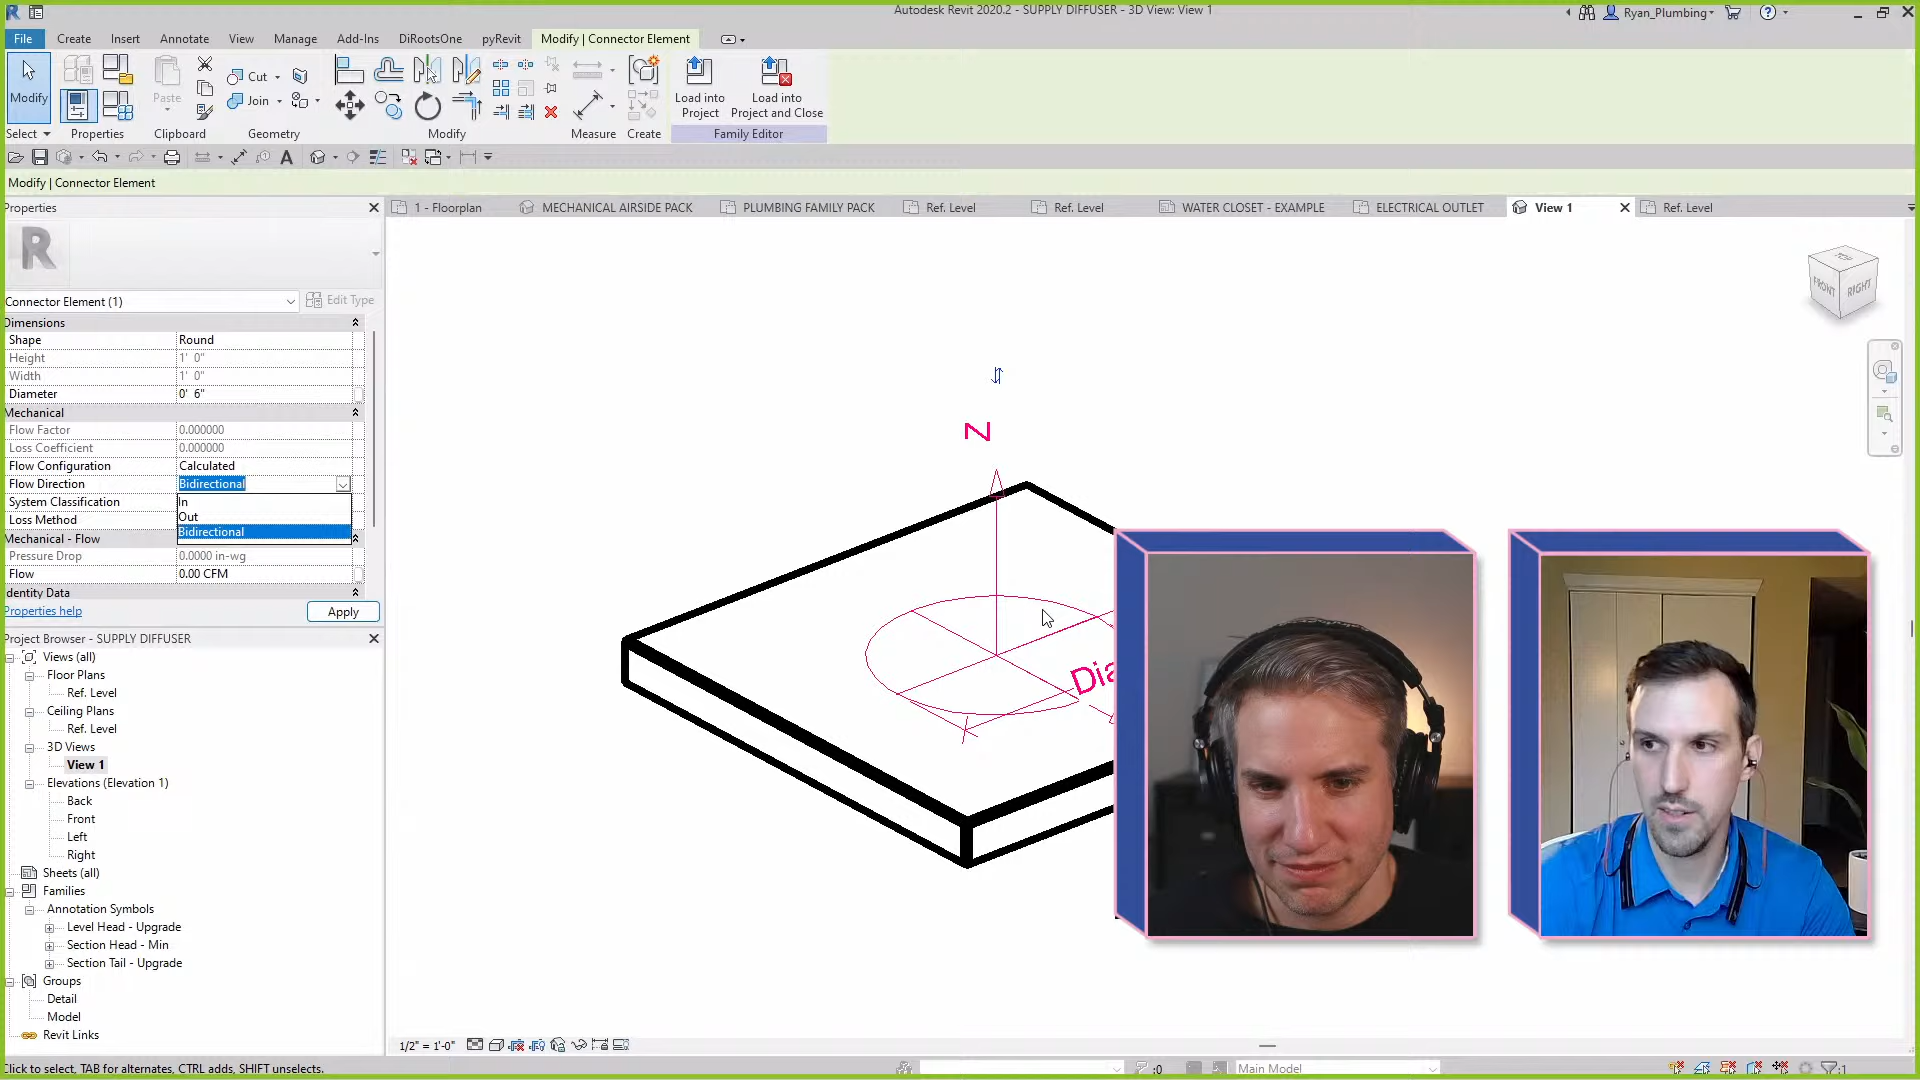 Autodesk Revit 2020.2 - SUPPLY DIFFUSER - 3D View: View 1
Ryan_Plumbing
File Create Insert Annotate View Manage Add-Ins DiRootsOne pyRevit Modify | Connector Element
Modify
Paste
Cut
Join
Load into Project
Load into Project and Close
Select Properties Clipboard Geometry Modify Measure Create Family Editor
Modify | Connector Element
Properties
1 - Floorplan MECHANICAL AIRSIDE PACK PLUMBING FAMILY PACK Ref. Level Ref. Level WATER CLOSET - EXAMPLE ELECTRICAL OUTLET View 1 Ref. Level
R
Connector Element (1) Edit Type
Dimensions
Shape Round
Height 1' 0"
Width 1' 0"
Diameter 0' 6"
Mechanical
Flow Factor 0.000000
Loss Coefficient 0.000000
Flow Configuration Calculated
Flow Direction Bidirectional
System Classification In
Out
Loss Method
Bidirectional
Mechanical - Flow
Pressure Drop 0.0000 in-wg
Flow 0.00 CFM
dentity Data
Properties help Apply
Project Browser - SUPPLY DIFFUSER
Views (all)
Floor Plans
Ref. Level
Ceiling Plans
Ref. Level
3D Views
View 1
Elevations (Elevation 1)
Back
Front
Left
Right
Sheets (all)
Families
Annotation Symbols
Level Head - Upgrade
Section Head - Min
Section Tail - Upgrade
Groups
Detail
Model
Revit Links
TOP
FRONT RIGHT
Z
Dia
1/2" = 1'-0"
Click to select, TAB for alternates, CTRL adds, SHIFT unselects.
:0 Main Model :1